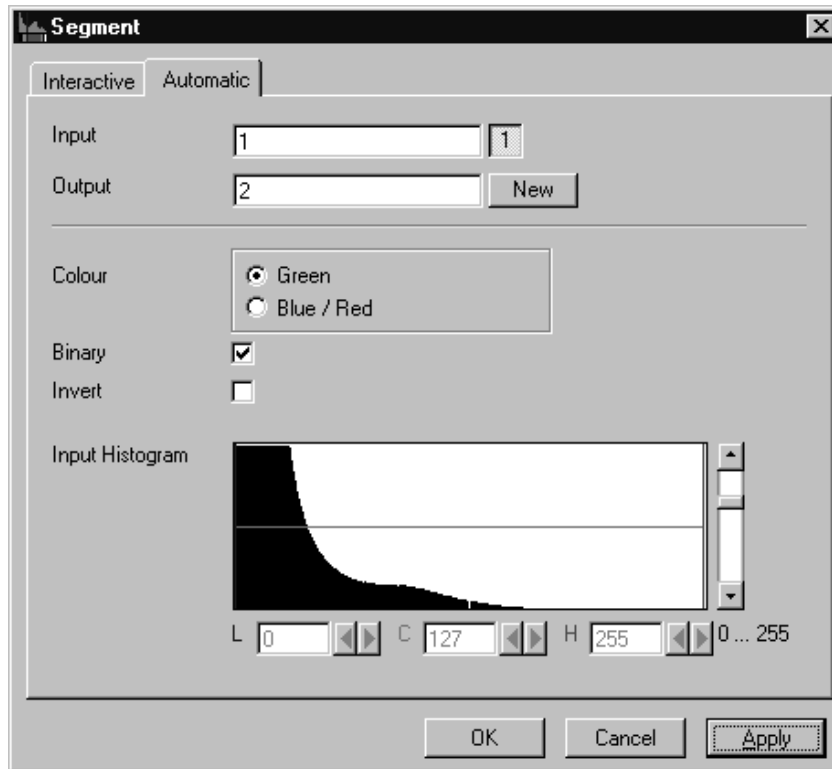 Segment
Interactive Automatic
Input 1 1
Output 2 New
Colour Green
Blue / Red
Binary
Invert
Input Histogram
L 0 C 127 H 255 0 ... 255
OK Cancel Apply